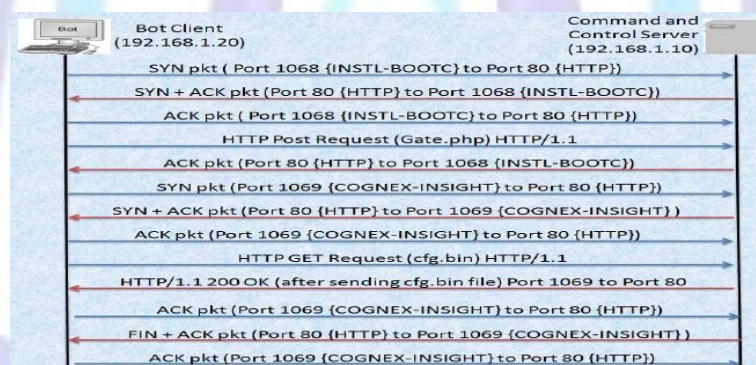 Bot
Bot Client
(192.168.1.20)
Command and
Control Server
(192.168.1.10)
SYN pkt ( Port 1068 {INSTL-BOOTC} to Port 80 {HTTP})
SYN + ACK pkt (Port 80 {HTTP} to Port 1068 {INSTL-BOOTC})
ACK pkt ( Port 1068 {INSTL-BOOTC} to Port 80 {HTTP})
HTTP Post Request (Gate.php) HTTP/1.1
ACK pkt (Port 80 {HTTP} to Port 1068 {INSTL-BOOTC})
SYN pkt (Port 1069 {COGNEX-INSIGHT} to Port 80 {HTTP})
SYN + ACK pkt (Port 80 {HTTP} to Port 1069 {COGNEX-INSIGHT} )
ACK pkt (Port 1069 {COGNEX-INSIGHT} to Port 80 {HTTP})
HTTP GET Request (cfg.bin) HTTP/1.1
HTTP/1.1 200 OK (after sending cfg.bin file) Port 1069 to Port 80
ACK pkt (Port 1069 {COGNEX-INSIGHT} to Port 80 {HTTP})
FIN + ACK pkt (Port 80 {HTTP} to Port 1069 {COGNEX-INSIGHT} )
ACK pkt (Port 1069 {COGNEX-INSIGHT} to Port 80 {HTTP})